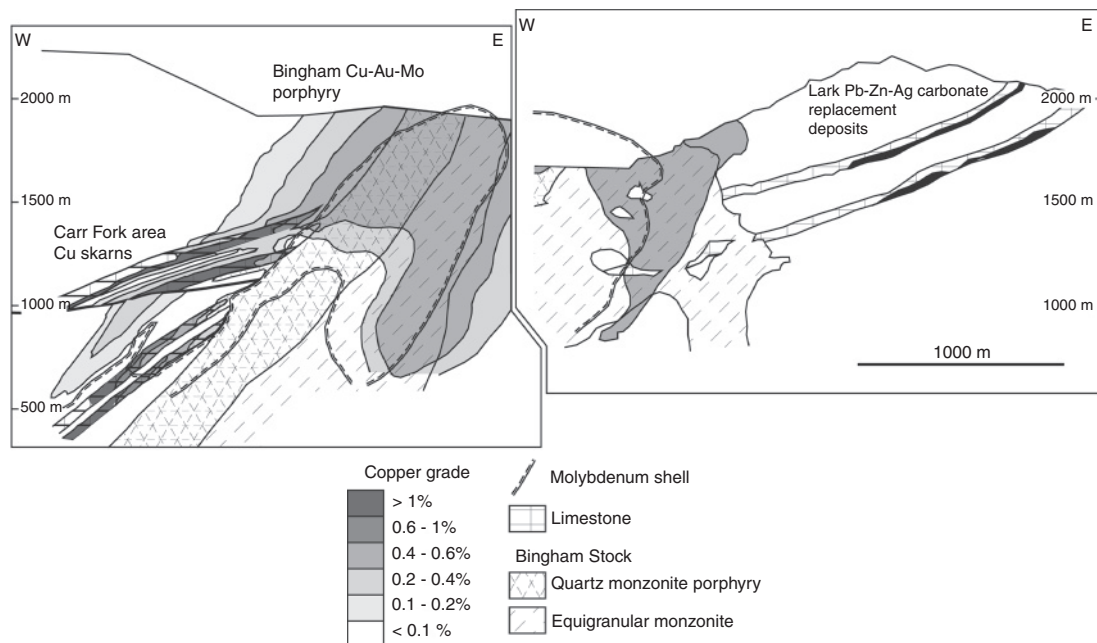 W
E
Bingham Cu-Au-Mo
porphyry
2000 m
1500 m
Carr Fork area
Cu skarns
1000 m
500 m
W
E
Lark Pb-Zn-Ag carbonate
replacement
deposits
2000 m
1500 m
1000 m
1000 m
Copper grade
> 1%
0.6 - 1%
0.4 - 0.6%
0.2 - 0.4%
0.1 - 0.2%
< 0.1 %
Molybdenum shell
Limestone
Bingham Stock
Quartz monzonite porphyry
Equigranular monzonite